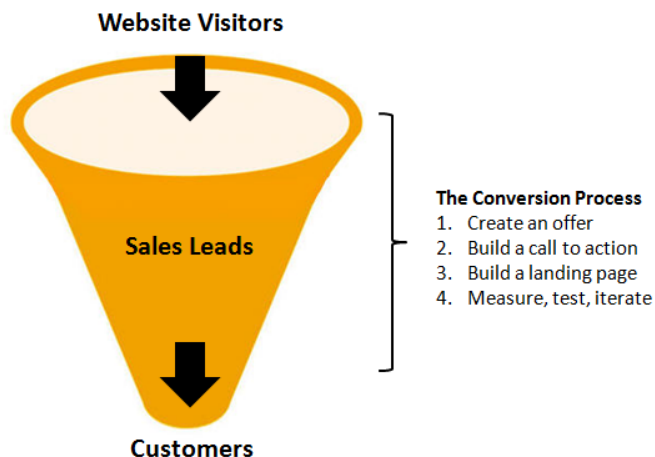 Website Visitors
Sales Leads
Customers
The Conversion Process
1. Create an offer
2. Build a call to action
3. Build a landing page
4. Measure, test, iterate